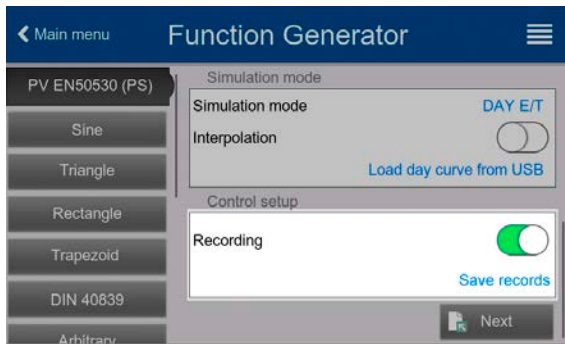 Main menu
Function Generator
PV EN50530 (PS)
Sine
Triangle
Rectangle
Trapezoid
DIN 40839
Arbitrary
Simulation mode
Simulation mode DAY E/T
Interpolation
Load day curve from USB
Control setup
Recording
Save records
Next